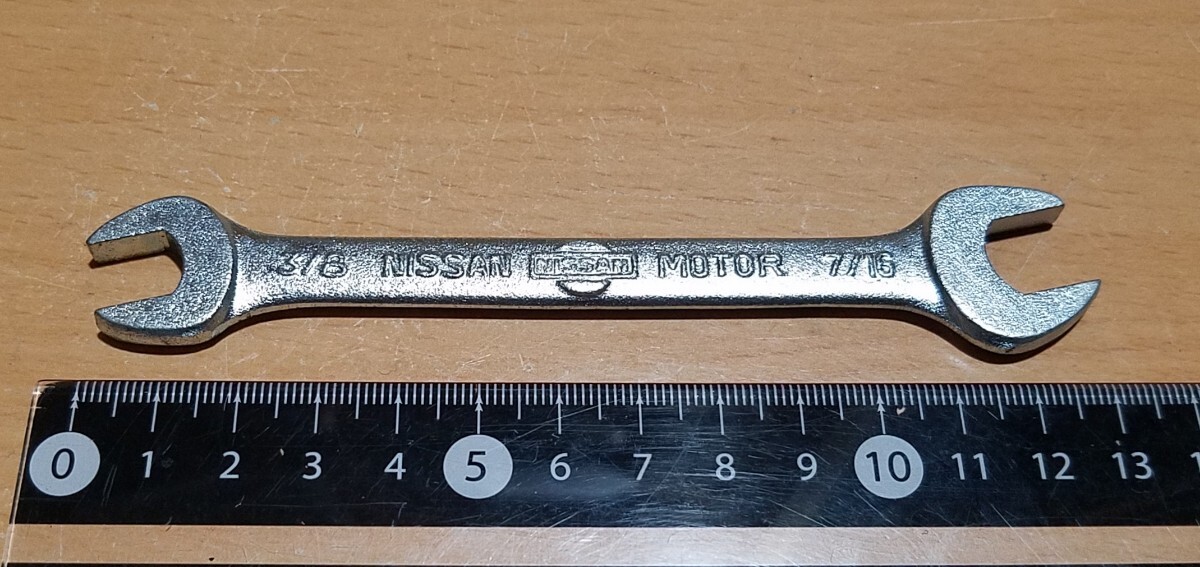 3/8 NISSAN NISSAN MOTOR 7/16
0 1 2 3 4 5 6 7 8 9 10 11 12 13